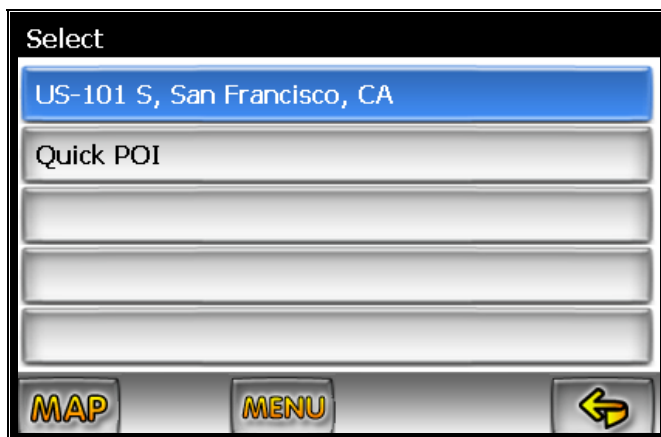 Select
US-101 S, San Francisco, CA
Quick POI
MAP
MENU